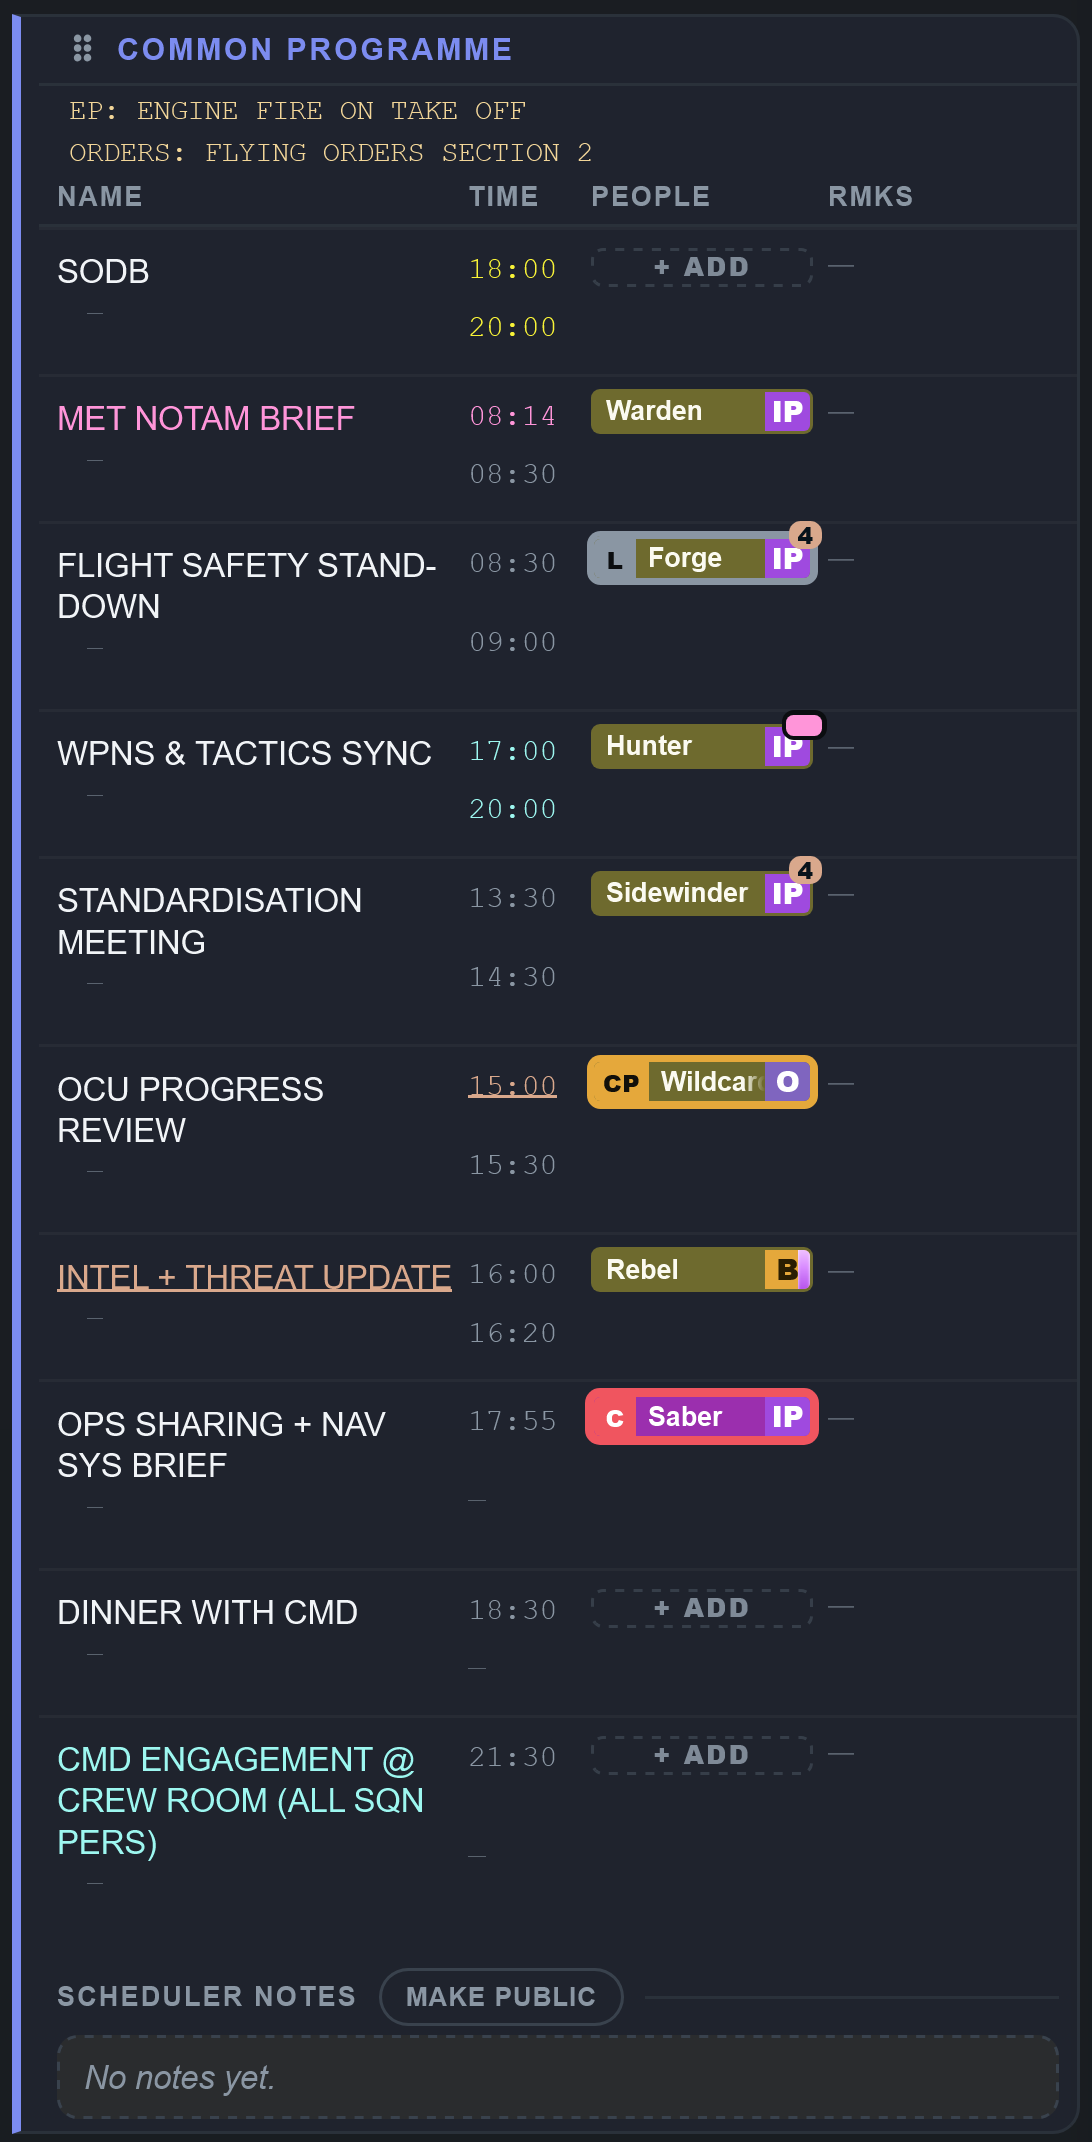 COMMON PROGRAMME
EP: ENGINE FIRE ON TAKE OFF
ORDERS: FLYING ORDERS SECTION 2
NAME TIME PEOPLE RMKS
SODB 18:00 + ADD —
— 20:00
MET NOTAM BRIEF 08:14 Warden IP —
— 08:30
4
FLIGHT SAFETY STAND- 08:30 L Forge IP —
DOWN
— 09:00
WPNS & TACTICS SYNC 17:00 Hunter IP —
— 20:00
4
STANDARDISATION 13:30 Sidewinder IP —
MEETING
— 14:30
OCU PROGRESS 15:00 CP Wildcard O —
REVIEW
— 15:30
INTEL + THREAT UPDATE 16:00 Rebel B —
— 16:20
OPS SHARING + NAV 17:55 C Saber IP —
SYS BRIEF
— —
DINNER WITH CMD 18:30 + ADD —
— —
CMD ENGAGEMENT @ 21:30 + ADD —
CREW ROOM (ALL SQN
PERS) —
—
SCHEDULER NOTES MAKE PUBLIC
No notes yet.